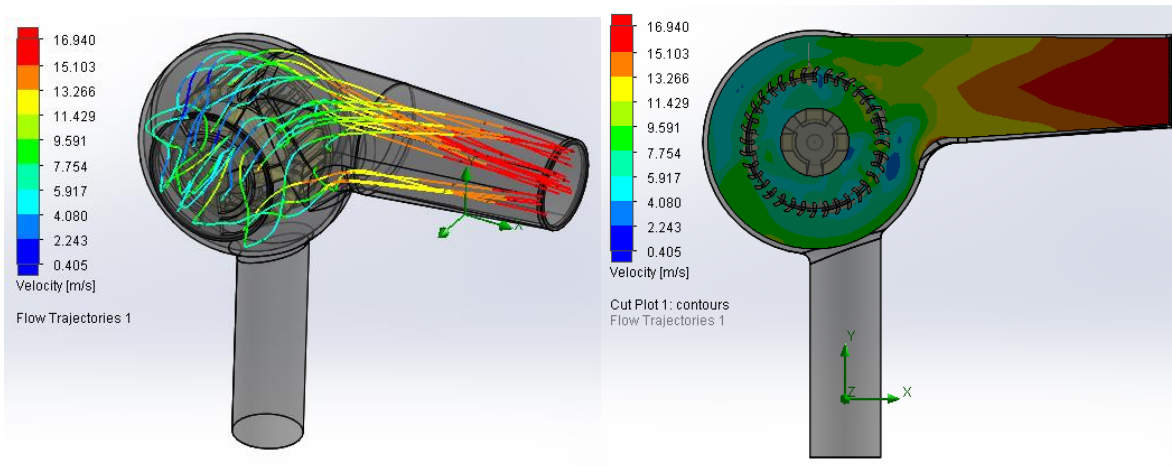 16.940
15.103
13.266
11.429
9.591
7.754
5.917
4.080
2.243
0.405
Velocity [m/s]
Flow Trajectories 1
Y
X
16.940
15.103
13.266
11.429
9.591
7.754
5.917
4.080
2.243
0.405
Velocity [m/s]
Cut Plot 1: contours
Flow Trajectories 1
Y
Z
X